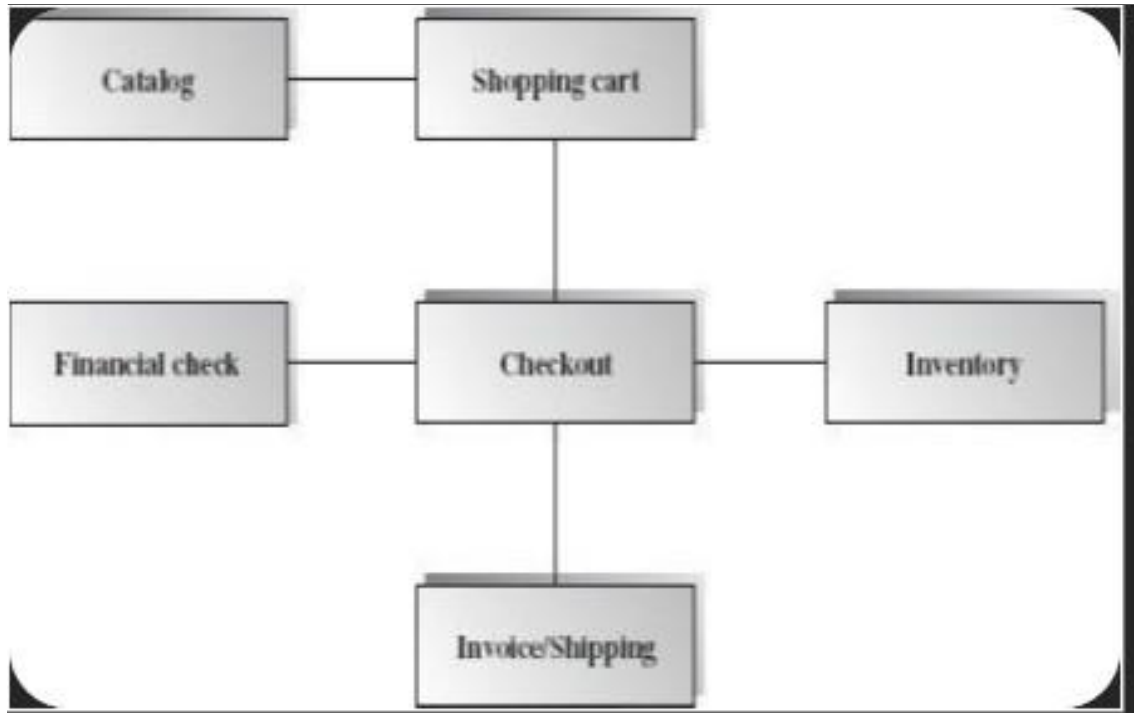 Catalog
Shopping cart
Financial check
Checkout
Inventory
Invoice/Shipping